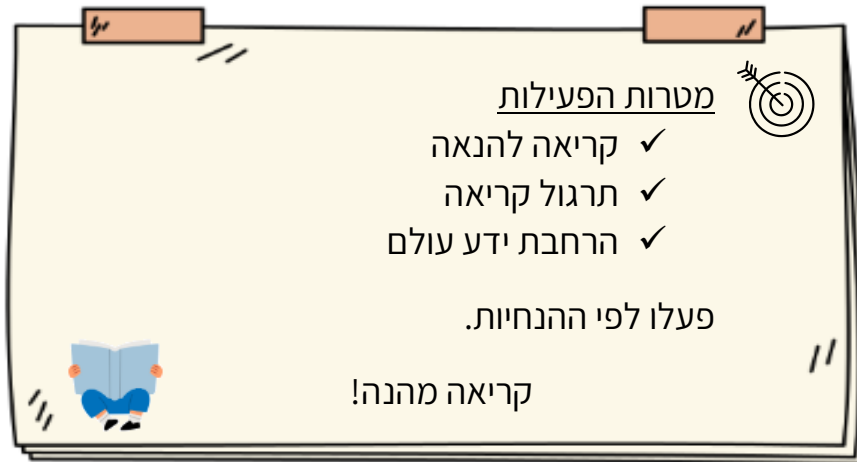 מטרות הפעילות
✓ קריאה להנאה
✓ תרגול קריאה
✓ הרחבת ידע עולם
פעלו לפי ההנחיות.
קריאה מהנה!